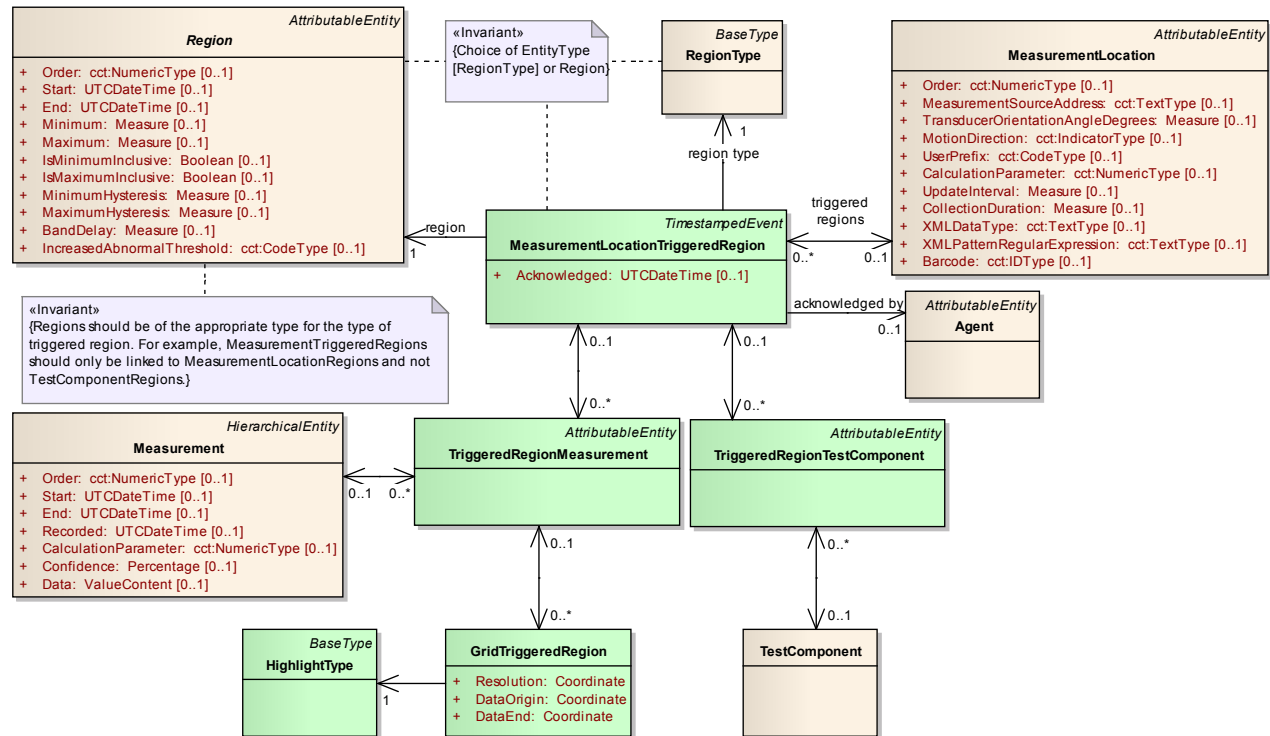 AttributableEntity
Region
+ Order: cct:NumericType [0..1]
+ Start: UTCDateTime [0..1]
+ End: UTCDateTime [0..1]
+ Minimum: Measure [0..1]
+ Maximum: Measure [0..1]
+ IsMinimumInclusive: Boolean [0..1]
+ IsMaximumInclusive: Boolean [0..1]
+ MinimumHysteresis: Measure [0..1]
+ MaximumHysteresis: Measure [0..1]
+ BandDelay: Measure [0..1]
+ IncreasedAbnormalThreshold: cct:CodeType [0..1]
«Invariant»
{Choice of EntityType
[RegionType] or Region}
BaseType
RegionType
AttributableEntity
MeasurementLocation
+ Order: cct:NumericType [0..1]
+ MeasurementSourceAddress: cct:TextType [0..1]
+ TransducerOrientationAngleDegrees: Measure [0..1]
+ MotionDirection: cct:IndicatorType [0..1]
+ UserPrefix: cct:CodeType [0..1]
+ CalculationParameter: cct:NumericType [0..1]
+ UpdateInterval: Measure [0..1]
+ CollectionDuration: Measure [0..1]
+ XMLDataType: cct:TextType [0..1]
+ XMLPatternRegularExpression: cct:TextType [0..1]
+ Barcode: cct:IDType [0..1]
1
region type
region
1
TimestampedEvent
MeasurementLocationTriggeredRegion
+ Acknowledged: UTCDateTime [0..1]
triggered
regions
0..*
0..1
acknowledged by
0..1
AttributableEntity
Agent
«Invariant»
{Regions should be of the appropriate type for the type of
triggered region. For example, MeasurementTriggeredRegions
should only be linked to MeasurementLocationRegions and not
TestComponentRegions.}
0..1
0..1
0..*
0..*
HierarchicalEntity
Measurement
+ Order: cct:NumericType [0..1]
+ Start: UTCDateTime [0..1]
+ End: UTCDateTime [0..1]
+ Recorded: UTCDateTime [0..1]
+ CalculationParameter: cct:NumericType [0..1]
+ Confidence: Percentage [0..1]
+ Data: ValueContent [0..1]
0..1
0..*
AttributableEntity
TriggeredRegionMeasurement
AttributableEntity
TriggeredRegionTestComponent
0..1
0..*
0..*
0..1
BaseType
HighlightType
1
GridTriggeredRegion
+ Resolution: Coordinate
+ DataOrigin: Coordinate
+ DataEnd: Coordinate
TestComponent